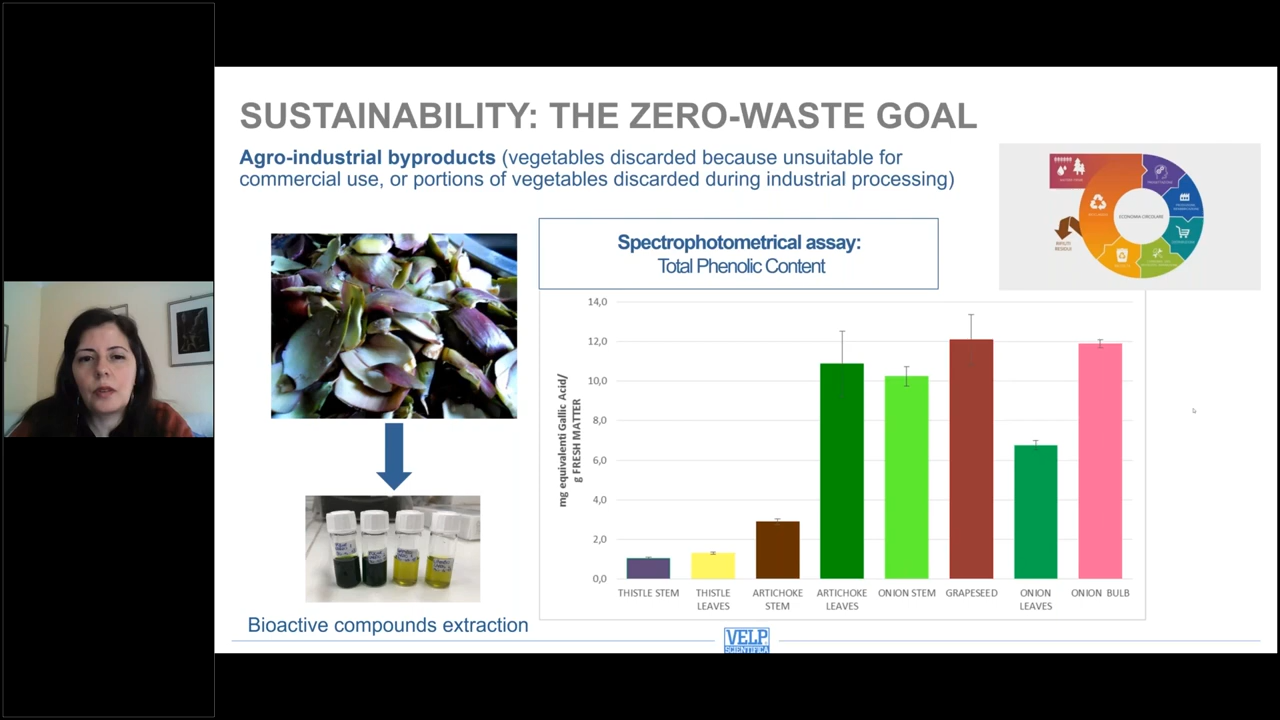 SUSTAINABILITY: THE ZERO-WASTE GOAL
Agro-industrial byproducts (vegetables discarded because unsuitable for
commercial use, or portions of vegetables discarded during industrial processing)
ECONOMIA CIRCOLARE
Spectrophotometrical assay:
Total Phenolic Content
mg equivalenti Gallic Acid/
g FRESH MATTER
14,0
12,0
10,0
8,0
6,0
4,0
2,0
0,0
THISTLE STEM
THISTLE
LEAVES
ARTICHOKE
STEM
ARTICHOKE
LEAVES
ONION STEM
GRAPESEED
ONION
LEAVES
ONION BULB
Bioactive compounds extraction
VELP
SCIENTIFICA